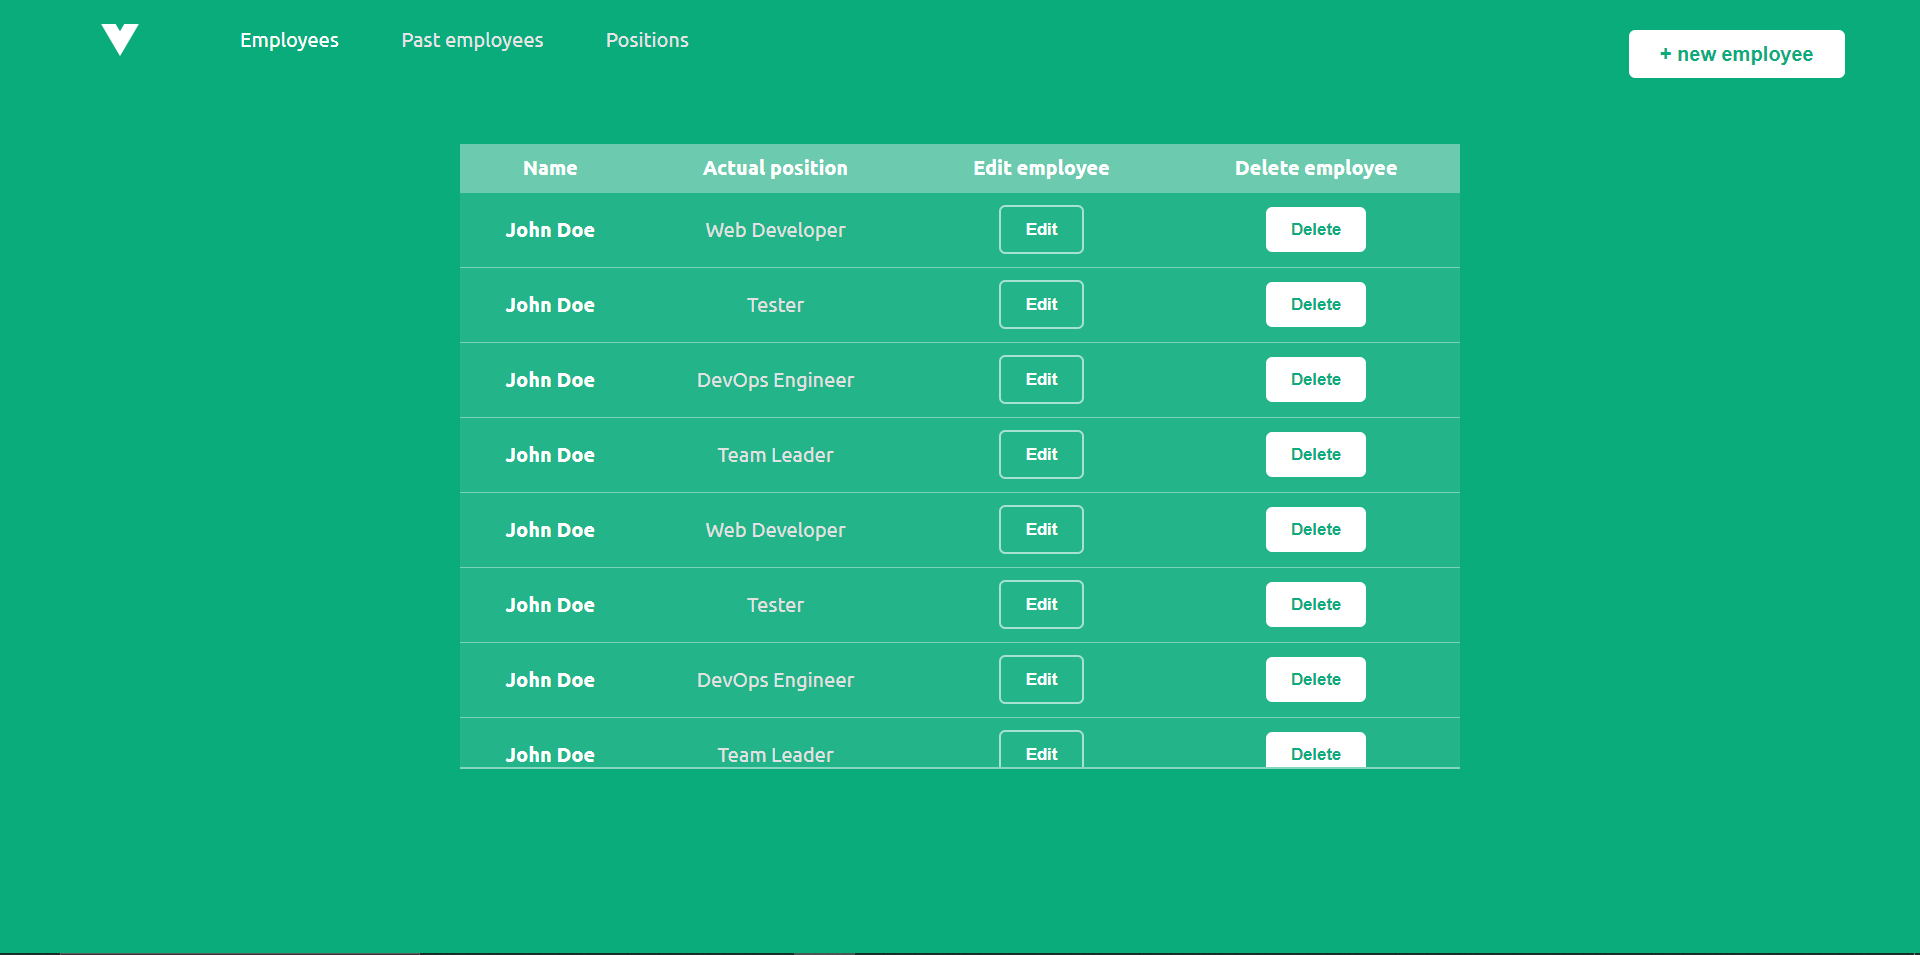 Employees Past employees Positions + new employee
Name Actual position Edit employee Delete employee
John Doe Web Developer Edit Delete
John Doe Tester Edit Delete
John Doe DevOps Engineer Edit Delete
John Doe Team Leader Edit Delete
John Doe Web Developer Edit Delete
John Doe Tester Edit Delete
John Doe DevOps Engineer Edit Delete
John Doe Team Leader Edit Delete